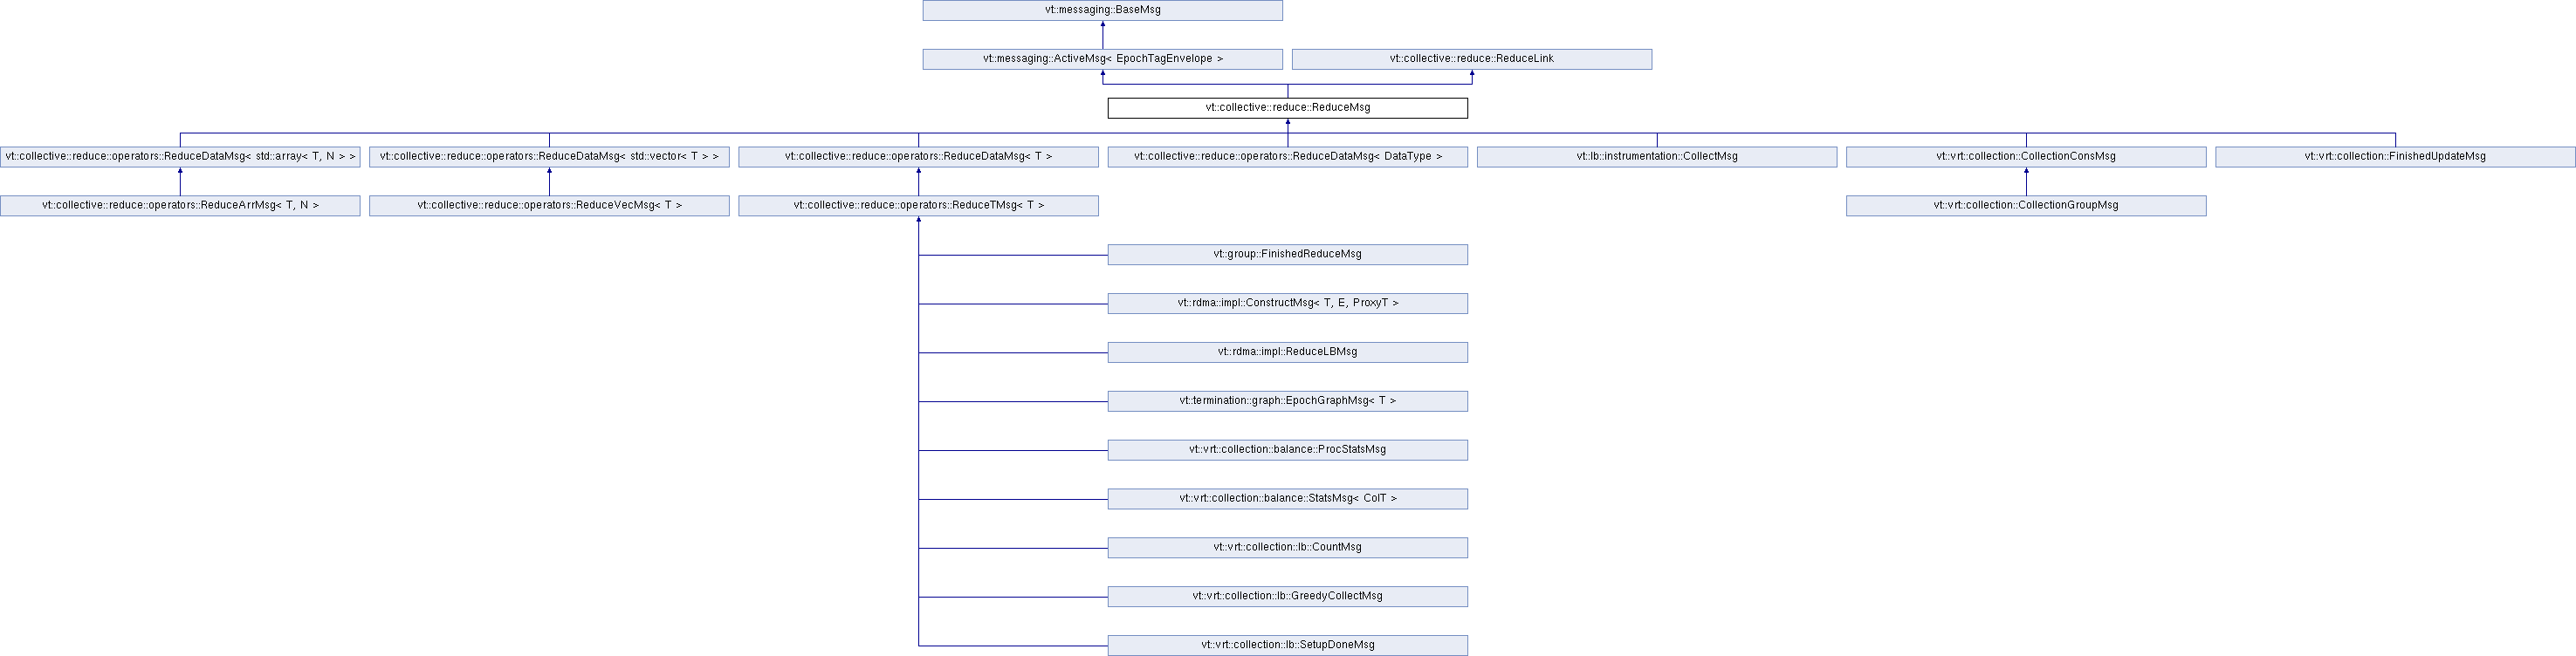 vt::messaging::BaseMsg
vt::messaging::ActiveMsg< EpochTagEnvelope >
vt::collective::reduce::ReduceLink
vt::collective::reduce::ReduceMsg
vt::collective::reduce::operators::ReduceDataMsg< std::array< T, N > >
vt::collective::reduce::operators::ReduceDataMsg< std::vector< T > >
vt::collective::reduce::operators::ReduceDataMsg< T >
vt::collective::reduce::operators::ReduceDataMsg< DataType >
vt::lb::instrumentation::CollectMsg
vt::vrt::collection::CollectionConsMsg
vt::vrt::collection::FinishedUpdateMsg
vt::collective::reduce::operators::ReduceArrMsg< T, N >
vt::collective::reduce::operators::ReduceVecMsg< T >
vt::collective::reduce::operators::ReduceTMsg< T >
vt::vrt::collection::CollectionGroupMsg
vt::group::FinishedReduceMsg
vt::rdma::impl::ConstructMsg< T, E, ProxyT >
vt::rdma::impl::ReduceLBMsg
vt::termination::graph::EpochGraphMsg< T >
vt::vrt::collection::balance::ProcStatsMsg
vt::vrt::collection::balance::StatsMsg< ColT >
vt::vrt::collection::lb::CountMsg
vt::vrt::collection::lb::GreedyCollectMsg
vt::vrt::collection::lb::SetupDoneMsg